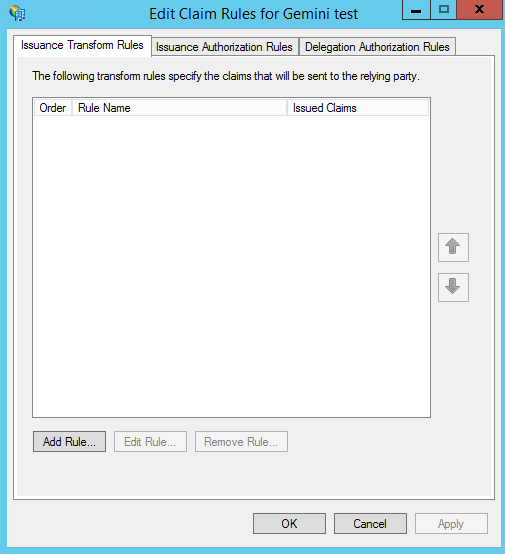 Edit Claim Rules for Gemini test
Issuance Transform Rules Issuance Authorization Rules Delegation Authorization Rules
The following transform rules specify the claims that will be sent to the relying party.
Order Rule Name Issued Claims
Add Rule... Edit Rule... Remove Rule...
OK Cancel Apply